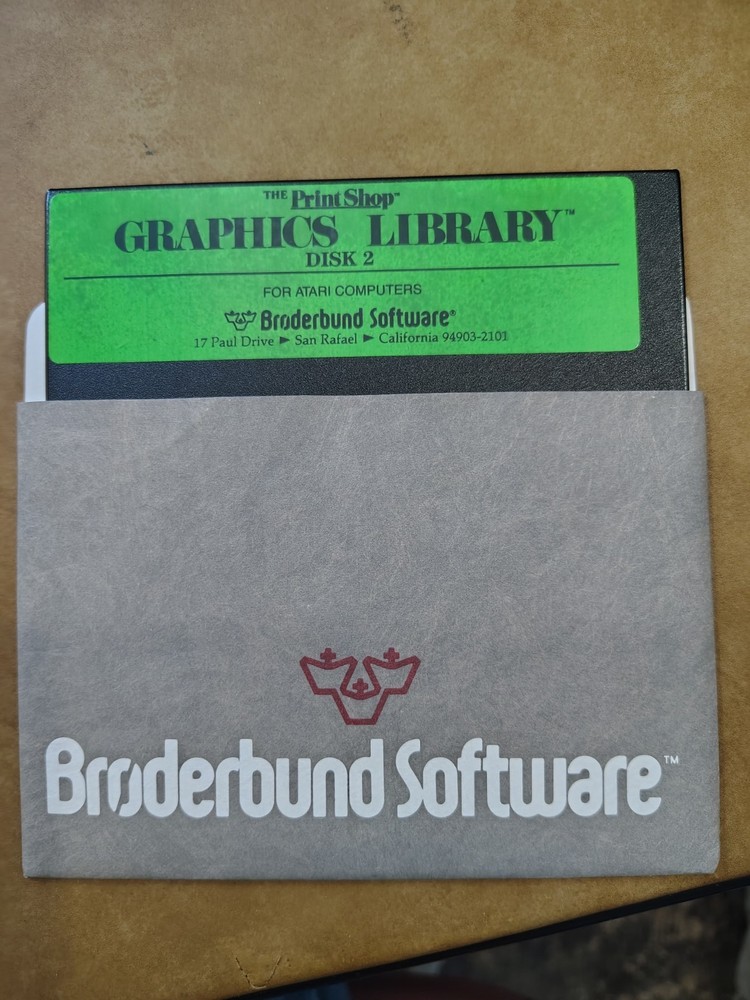 THE Print Shop™
GRAPHICS LIBRARY™
DISK 2
FOR ATARI COMPUTERS
Brøderbund Software®
17 Paul Drive ► San Rafael ► California 94903-2101
Brøderbund Software™